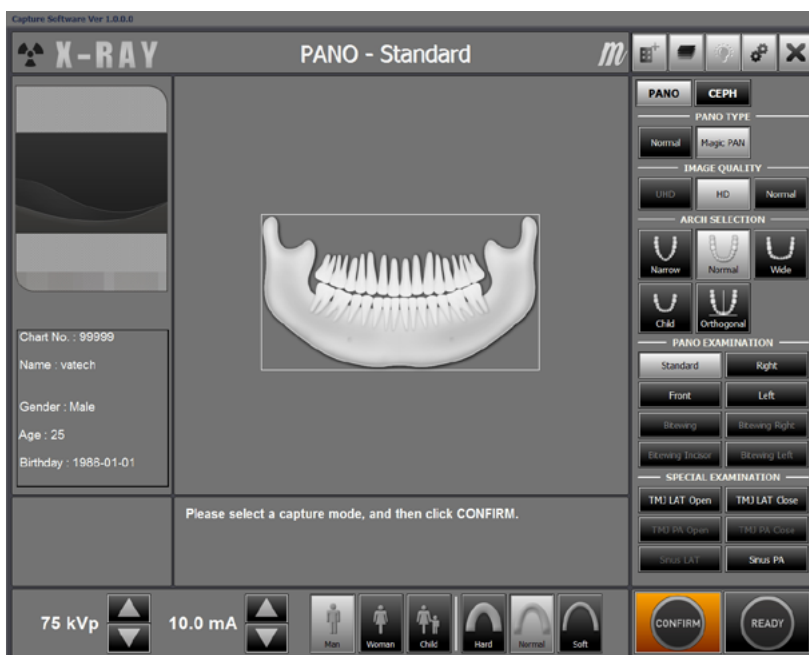 Capture Software Ver 1.0.0.0
X-RAY
PANO - Standard
m
PANO CEPH
PANO TYPE
Normal Magic PAN
IMAGE QUALITY
UHD HD Normal
ARCH SELECTION
Narrow Normal Wide
Child Orthogonal
PANO EXAMINATION
Standard Right
Front Left
Bitewing Bitewing Right
Bitewing Incisor Bitewing Left
SPECIAL EXAMINATION
TMJ LAT Open TMJ LAT Close
TMJ PA Open TMJ PA Close
Sinus LAT Sinus PA
Chart No. : 99999
Name : vatech
Gender : Male
Age : 25
Birthday : 1986-01-01
Please select a capture mode, and then click CONFIRM.
75 kVp 10.0 mA
Man Woman Child Hard Normal Soft
CONFIRM READY